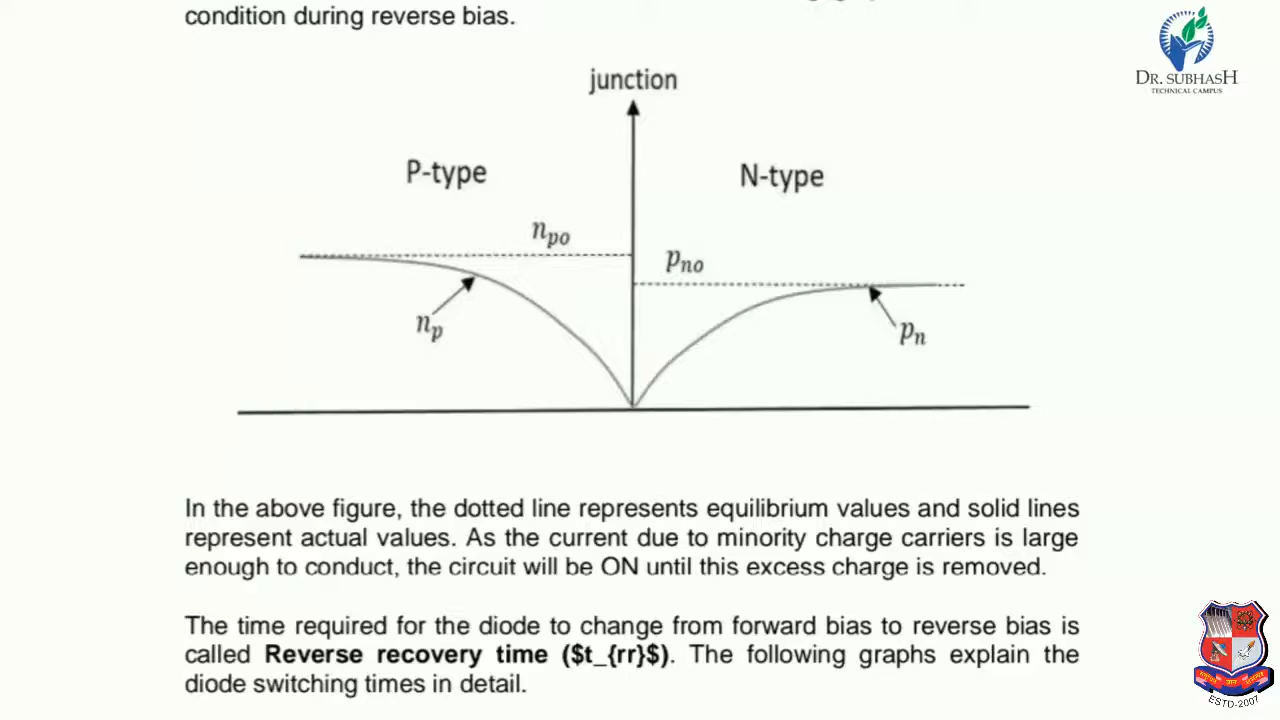 condition during reverse bias.
DR. SUBHASH
TECHNICAL CAMPUS
junction
P-type
N-type
n_po
p_no
n_p
p_n
In the above figure, the dotted line represents equilibrium values and solid lines
represent actual values. As the current due to minority charge carriers is large
enough to conduct, the circuit will be ON until this excess charge is removed.
The time required for the diode to change from forward bias to reverse bias is
called Reverse recovery time ($t_{rr}$). The following graphs explain the
diode switching times in detail.
ESTD-2007